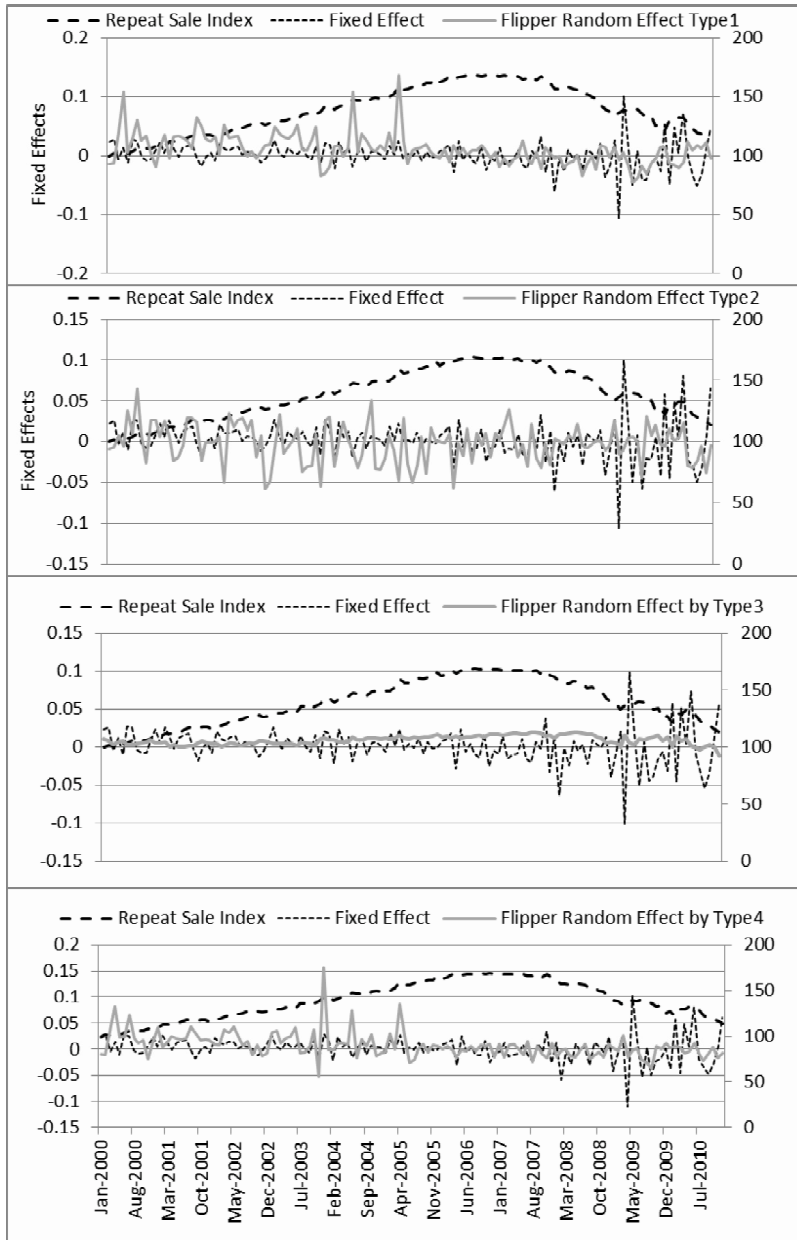 Repeat Sale Index Fixed Effect Flipper Random Effect Type1
0.2 200
0.1 150
0 100
-0.1 50
-0.2 0
Fixed Effects
Repeat Sale Index Fixed Effect Flipper Random Effect Type2
0.15 200
0.1 150
0.05
0 100
-0.05
-0.1 50
-0.15 0
Fixed Effects
Repeat Sale Index Fixed Effect Flipper Random Effect by Type3
0.15 200
0.1 150
0.05
0 100
-0.05 50
-0.1
-0.15 0
Repeat Sale Index Fixed Effect Flipper Random Effect by Type4
0.2 200
0.15
0.1 150
0.05 100
0
-0.05 50
-0.1
-0.15 0
Jan-2000
Aug-2000
Mar-2001
Oct-2001
May-2002
Dec-2002
Jul-2003
Feb-2004
Sep-2004
Apr-2005
Nov-2005
Jun-2006
Jan-2007
Aug-2007
Mar-2008
Oct-2008
May-2009
Dec-2009
Jul-2010